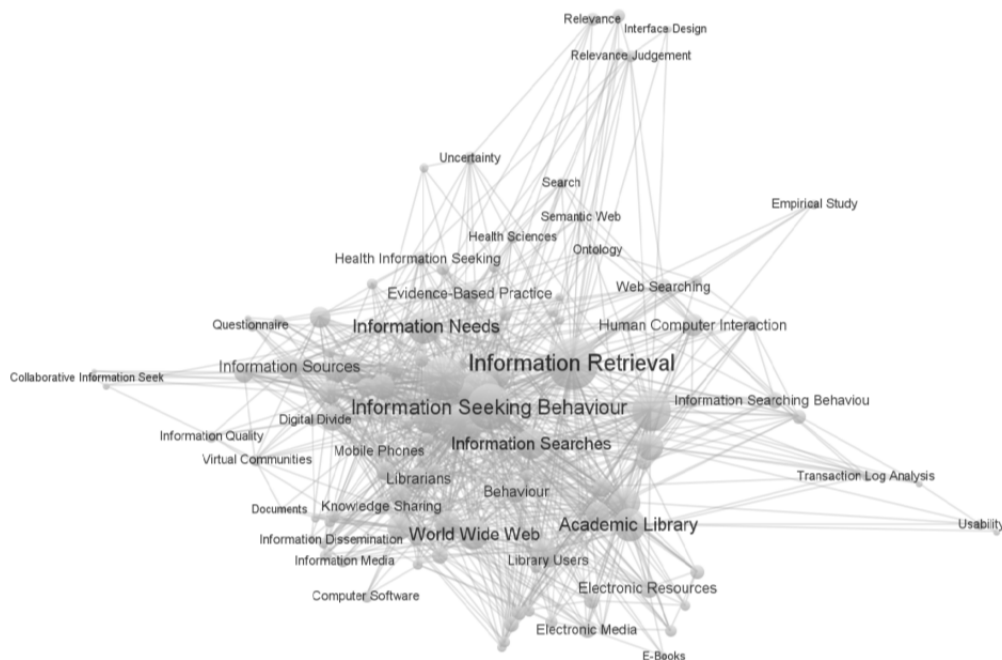 Relevance
Interface Design
Relevance Judgement
Uncertainty
Search
Empirical Study
Semantic Web
Health Sciences
Ontology
Health Information Seeking
Web Searching
Evidence-Based Practice
Questionnaire
Information Needs
Human Computer Interaction
Information Retrieval
Information Sources
Collaborative Information Seek
Information Searching Behaviou
Information Seeking Behaviour
Digital Divide
Information Quality
Information Searches
Mobile Phones
Virtual Communities
Librarians
Transaction Log Analysis
Behaviour
Documents
Knowledge Sharing
Academic Library
Usability
World Wide Web
Information Dissemination
Information Media
Library Users
Electronic Resources
Computer Software
Electronic Media
E-Books